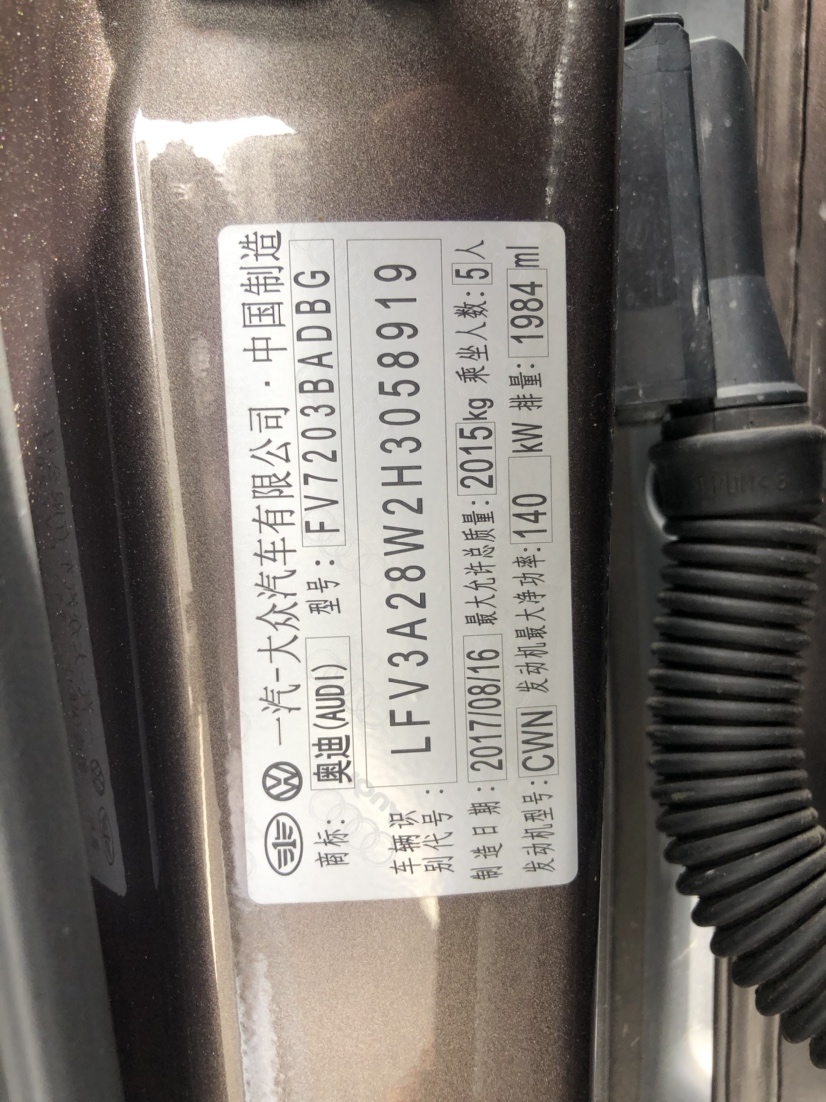 一汽-大众汽车有限公司·中国制造
商标: 奥迪(AUDI) 型号: FV7203BADBG
车辆识别代号: LFV3A28W2H3058919
制造日期: 2017/08/16 最大允许总质量: 2015kg 乘坐人数: 5人
发动机型号: CWN 发动机最大净功率: 140 kW 排量: 1984 ml